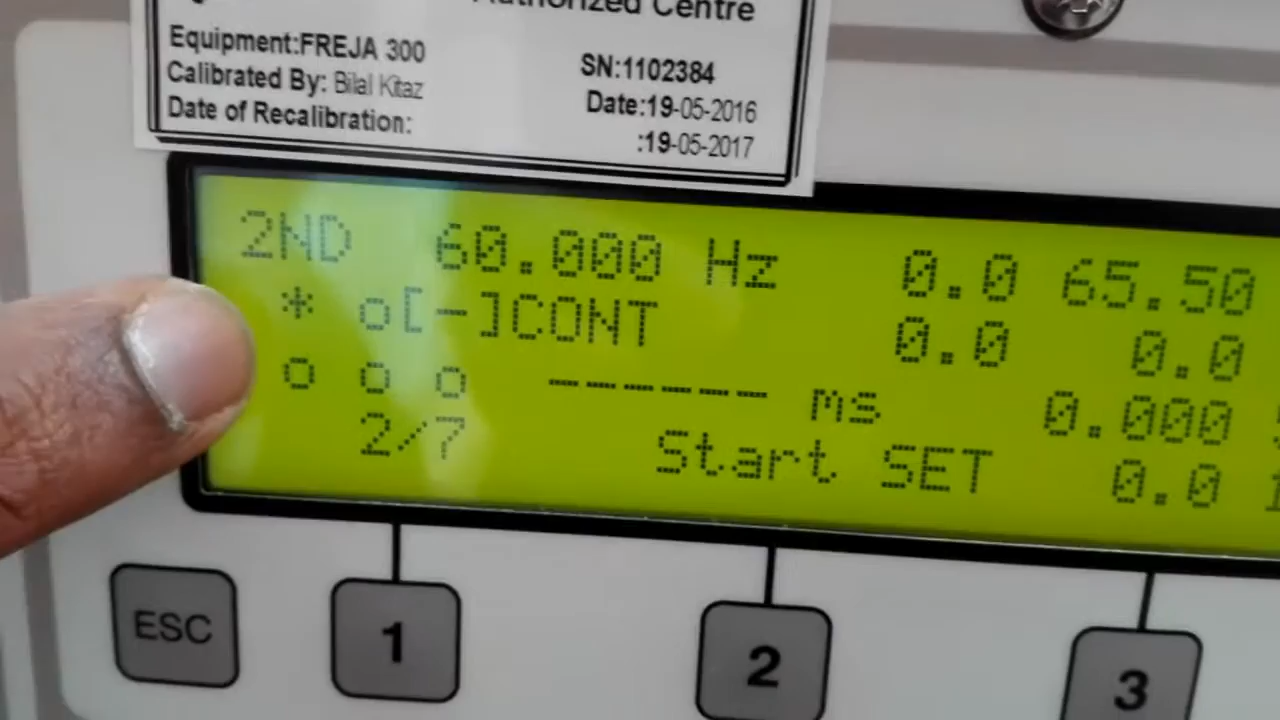 Authorized Centre
Equipment:FREJA 300
SN:1102384
Calibrated By: Bilal Kitaz
Date:19-05-2016
Date of Recalibration:
:19-05-2017
2ND 60.000 Hz 0.0 65.50
* o[-]CONT 0.0 0.0
o o o ------ ms 0.000
2/7 Start SET 0.0
ESC
1
2
3